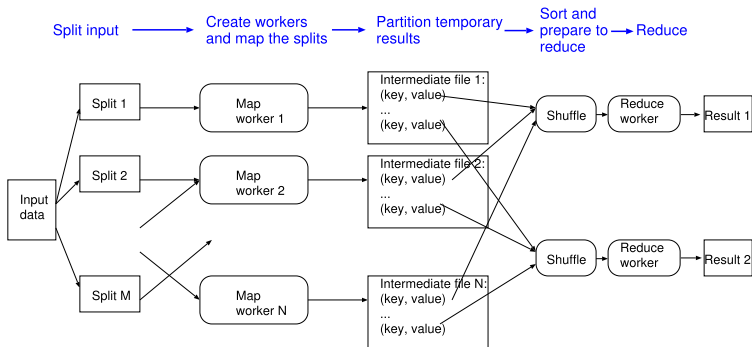 Split input
Create workers
and map the splits
Partition temporary
results
Sort and
prepare to
reduce
Reduce
Input
data
Split 1
Split 2
Split M
Map
worker 1
Map
worker 2
Map
worker N
Intermediate file 1:
(key, value)
...
(key, value)
Intermediate file 2:
(key, value)
...
(key, value)
Intermediate file N:
(key, value)
...
(key, value)
Shuffle
Reduce
worker
Result 1
Shuffle
Reduce
worker
Result 2